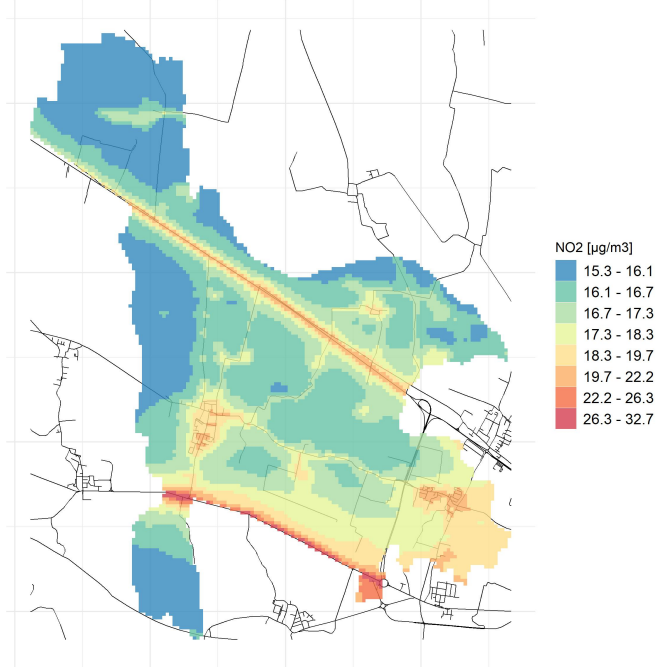 NO2 [µg/m3]
15.3 - 16.1
16.1 - 16.7
16.7 - 17.3
17.3 - 18.3
18.3 - 19.7
19.7 - 22.2
22.2 - 26.3
26.3 - 32.7